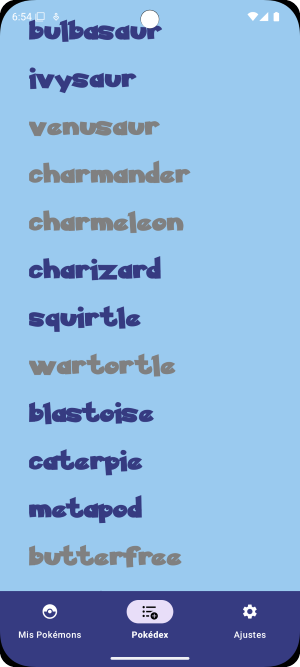 6:54
bulbasaur
ivysaur
venusaur
charmander
charmeleon
charizard
squirtle
wartortle
blastoise
caterpie
metapod
butterfree
Mis Pokémons Pokédex Ajustes